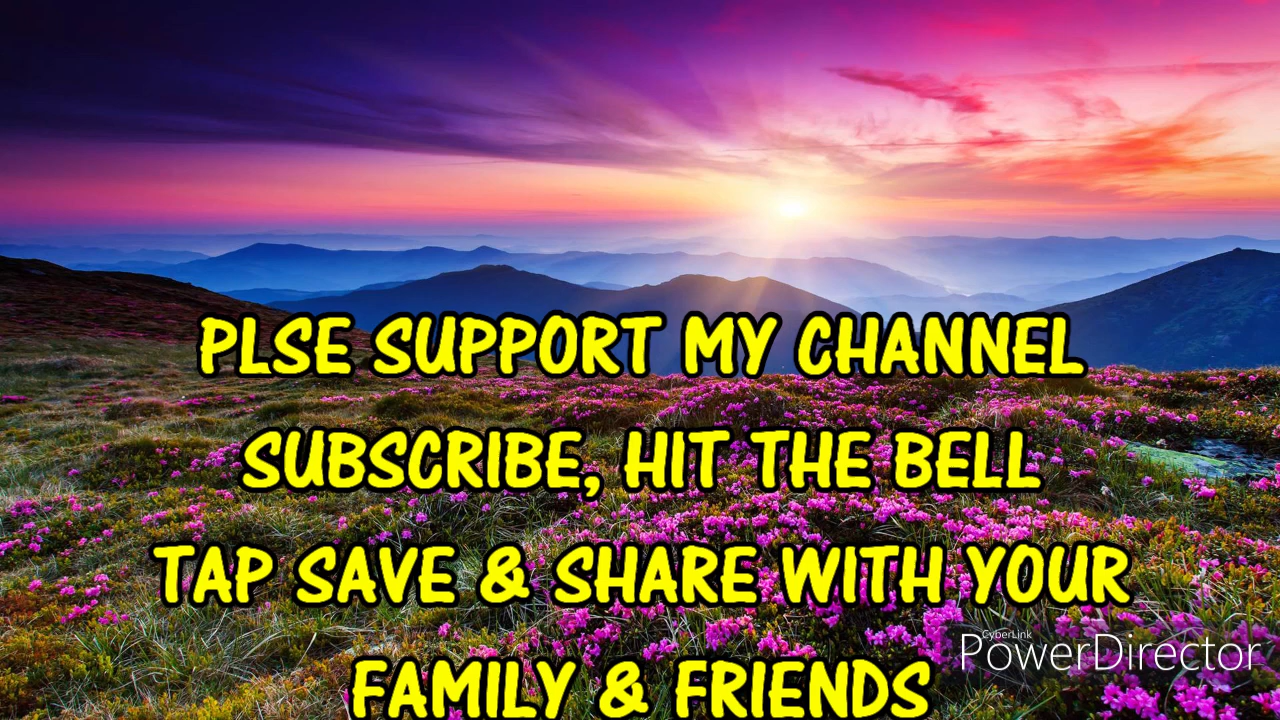 PLSE SUPPORT MY CHANNEL
SUBSCRIBE, HIT THE BELL
TAP SAVE & SHARE WITH YOUR
FAMILY & FRIENDS
CyberLink
PowerDirector